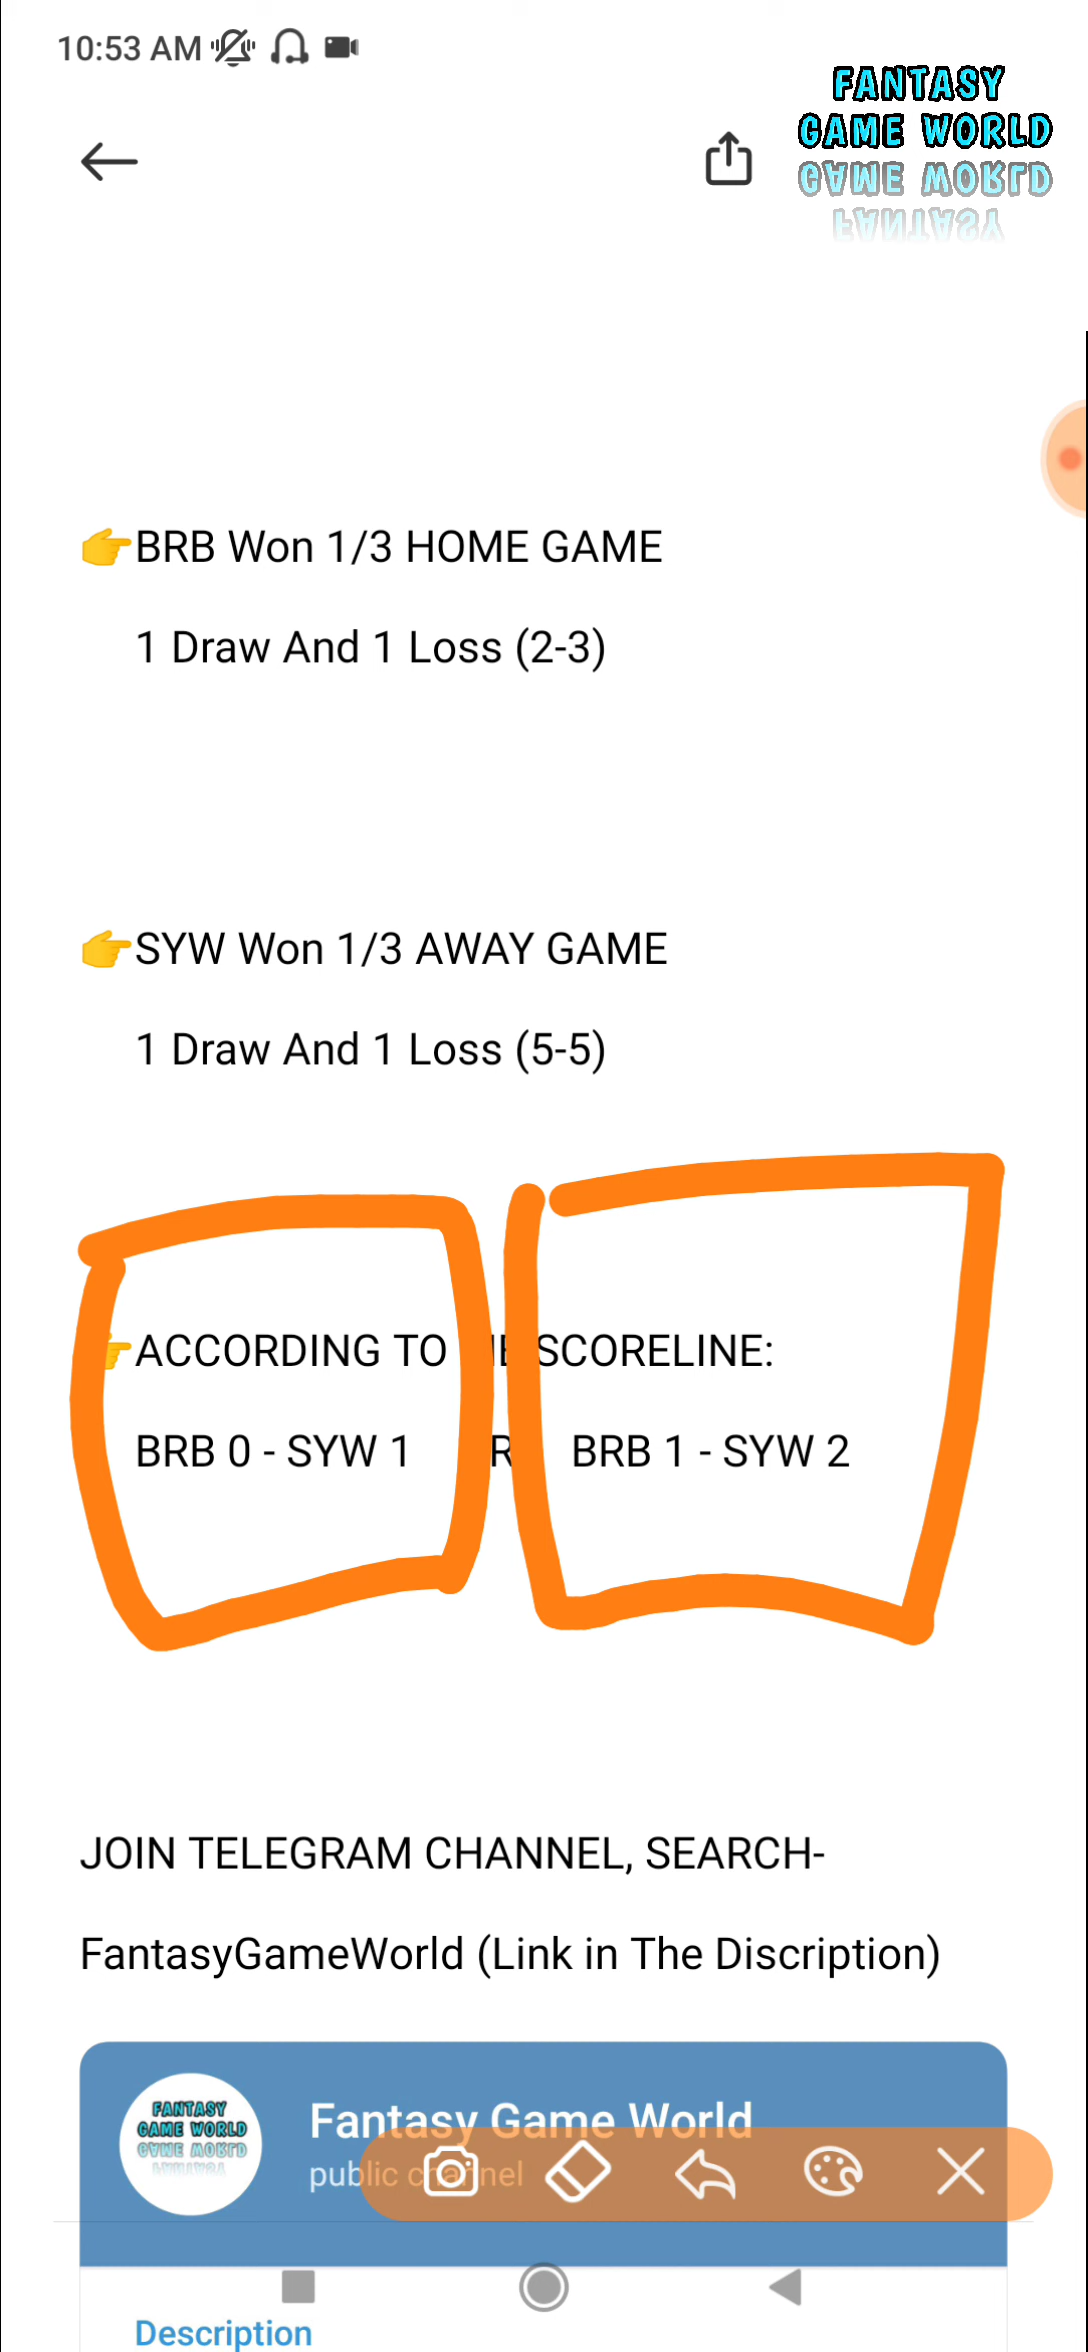 10:53 AM
FANTASY
GAME WORLD
👉BRB Won 1/3 HOME GAME
1 Draw And 1 Loss (2-3)
👉SYW Won 1/3 AWAY GAME
1 Draw And 1 Loss (5-5)
👉ACCORDING TO SCORELINE:
BRB 0 - SYW 1 BRB 1 - SYW 2
JOIN TELEGRAM CHANNEL, SEARCH-
FantasyGameWorld (Link in The Discription)
FANTASY
GAME WORLD
Fantasy Game World
public channel
Description